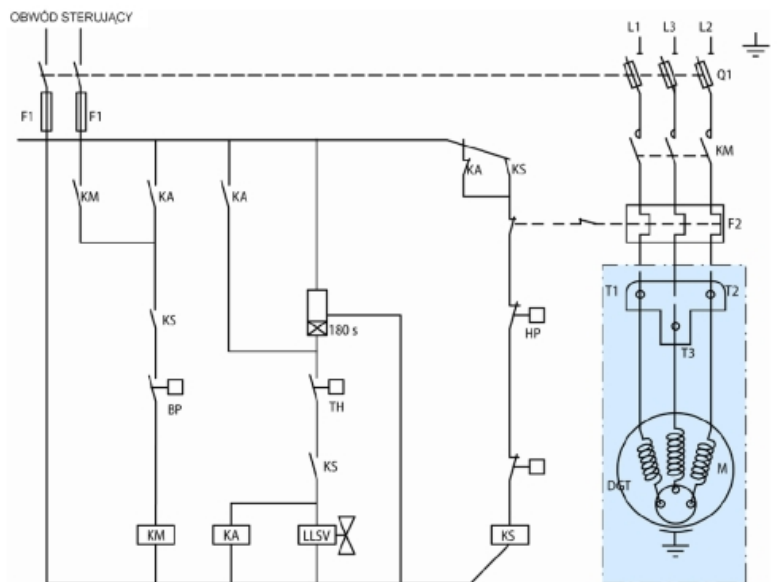 OBWÓD STERUJĄCY
L1 L3 L2
Q1
F1 F1
KM
KA KS
KM KA KA
F2
T1 T2
KS
180 s
HP
T3
BP TH
KS
DGT M
KM KA LLSV KS